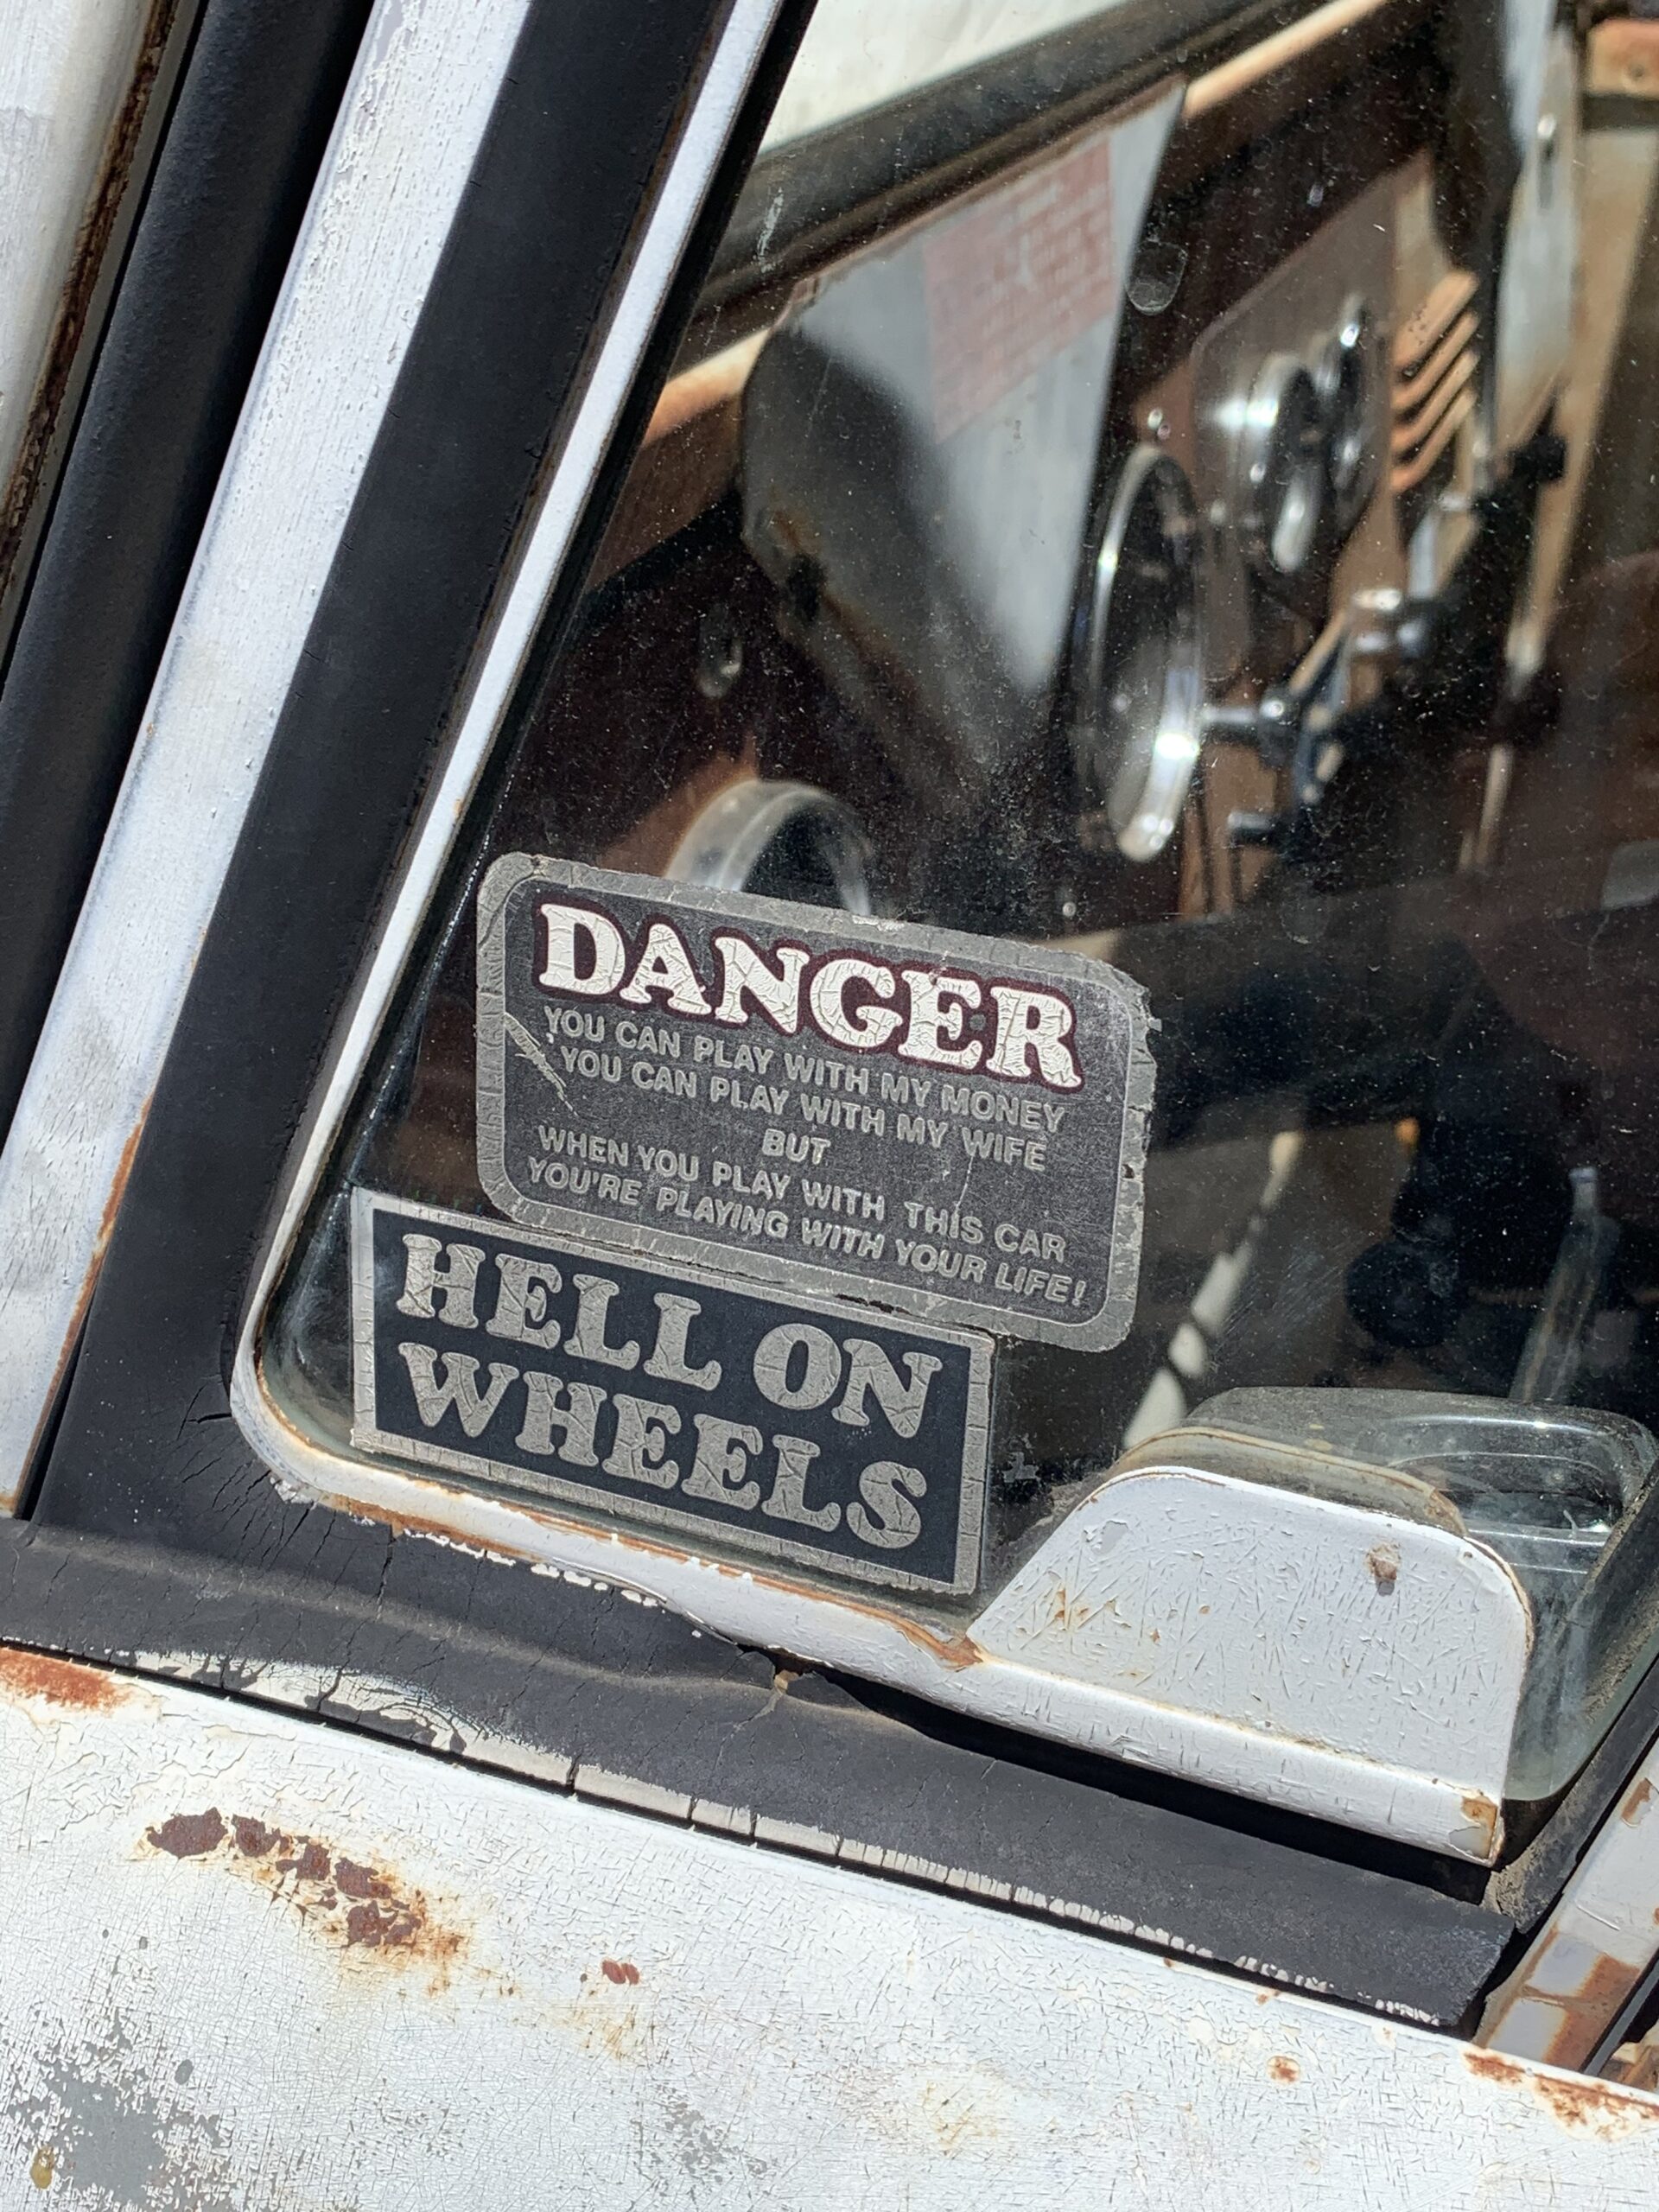 DANGER
YOU CAN PLAY WITH MY MONEY
YOU CAN PLAY WITH MY WIFE
BUT
WHEN YOU PLAY WITH THIS CAR
YOU'RE PLAYING WITH YOUR LIFE!
HELL ON
WHEELS